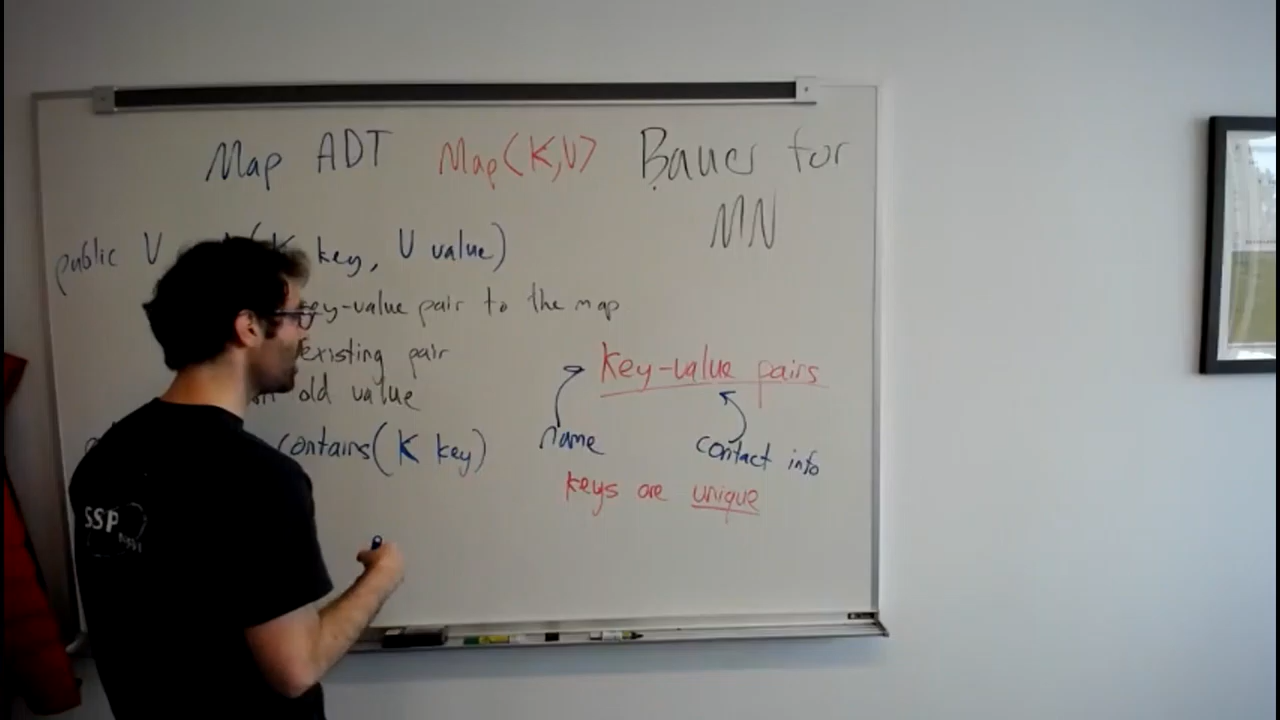 Map ADT Map<K,V> Bauer for
MN
public V key, V value)
key-value pair to the map
existing pair
old value
contains(K key)
key-value pairs
name
contact info
keys are unique
SSP